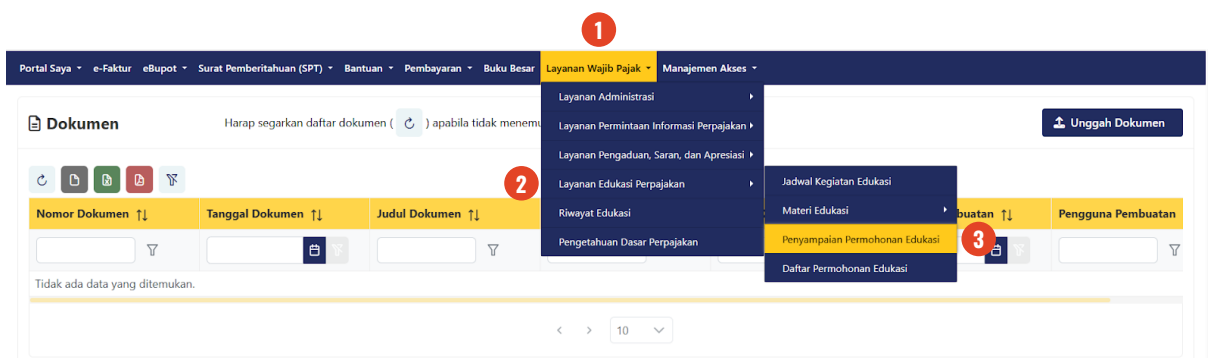 1
Portal Saya e-Faktur eBupot Surat Pemberitahuan (SPT) Bantuan Pembayaran Buku Besar Layanan Wajib Pajak Manajemen Akses
Layanan Administrasi
Dokumen Harap segarkan daftar dokumen ( ) apabila tidak Layanan Permintaan Informasi Perpajakan Unggah Dokumen
Layanan Pengaduan, Saran, dan Apresiasi
2 Layanan Edukasi Perpajakan Jadwal Kegiatan Edukasi
Nomor Dokumen Tanggal Dokumen Judul Dokumen Riwayat Edukasi Materi Edukasi Pengguna Pembuatan
Pengetahuan Dasar Perpajakan Penyampaian Permohonan Edukasi 3
Daftar Permohonan Edukasi
Tidak ada data yang ditemukan.
< > 10